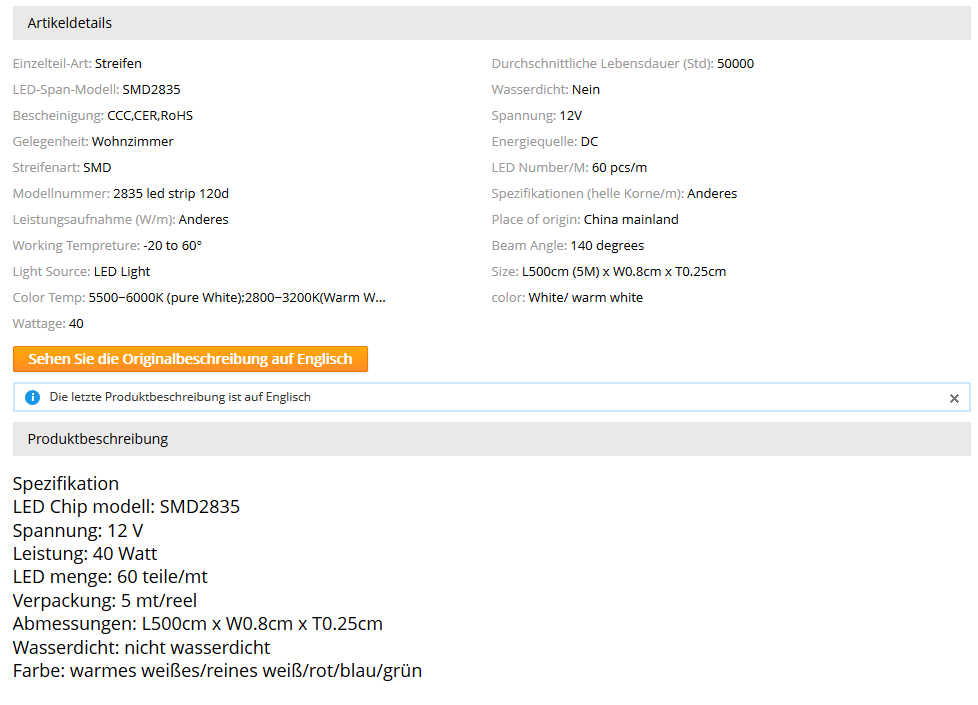 Artikeldetails
Einzelteil-Art: Streifen
Durchschnittliche Lebensdauer (Std): 50000
LED-Span-Modell: SMD2835
Wasserdicht: Nein
Bescheinigung: CCC,CER,RoHS
Spannung: 12V
Gelegenheit: Wohnzimmer
Energiequelle: DC
Streifenart: SMD
LED Number/M: 60 pcs/m
Modellnummer: 2835 led strip 120d
Spezifikationen (helle Korne/m): Anderes
Leistungsaufnahme (W/m): Anderes
Place of origin: China mainland
Working Tempreture: -20 to 60°
Beam Angle: 140 degrees
Light Source: LED Light
Size: L500cm (5M) x W0.8cm x T0.25cm
Color Temp: 5500~6000K (pure White);2800~3200K(Warm W...
color: White/ warm white
Wattage: 40
Sehen Sie die Originalbeschreibung auf Englisch
Die letzte Produktbeschreibung ist auf Englisch
Produktbeschreibung
Spezifikation
LED Chip modell: SMD2835
Spannung: 12 V
Leistung: 40 Watt
LED menge: 60 teile/mt
Verpackung: 5 mt/reel
Abmessungen: L500cm x W0.8cm x T0.25cm
Wasserdicht: nicht wasserdicht
Farbe: warmes weißes/reines weiß/rot/blau/grün